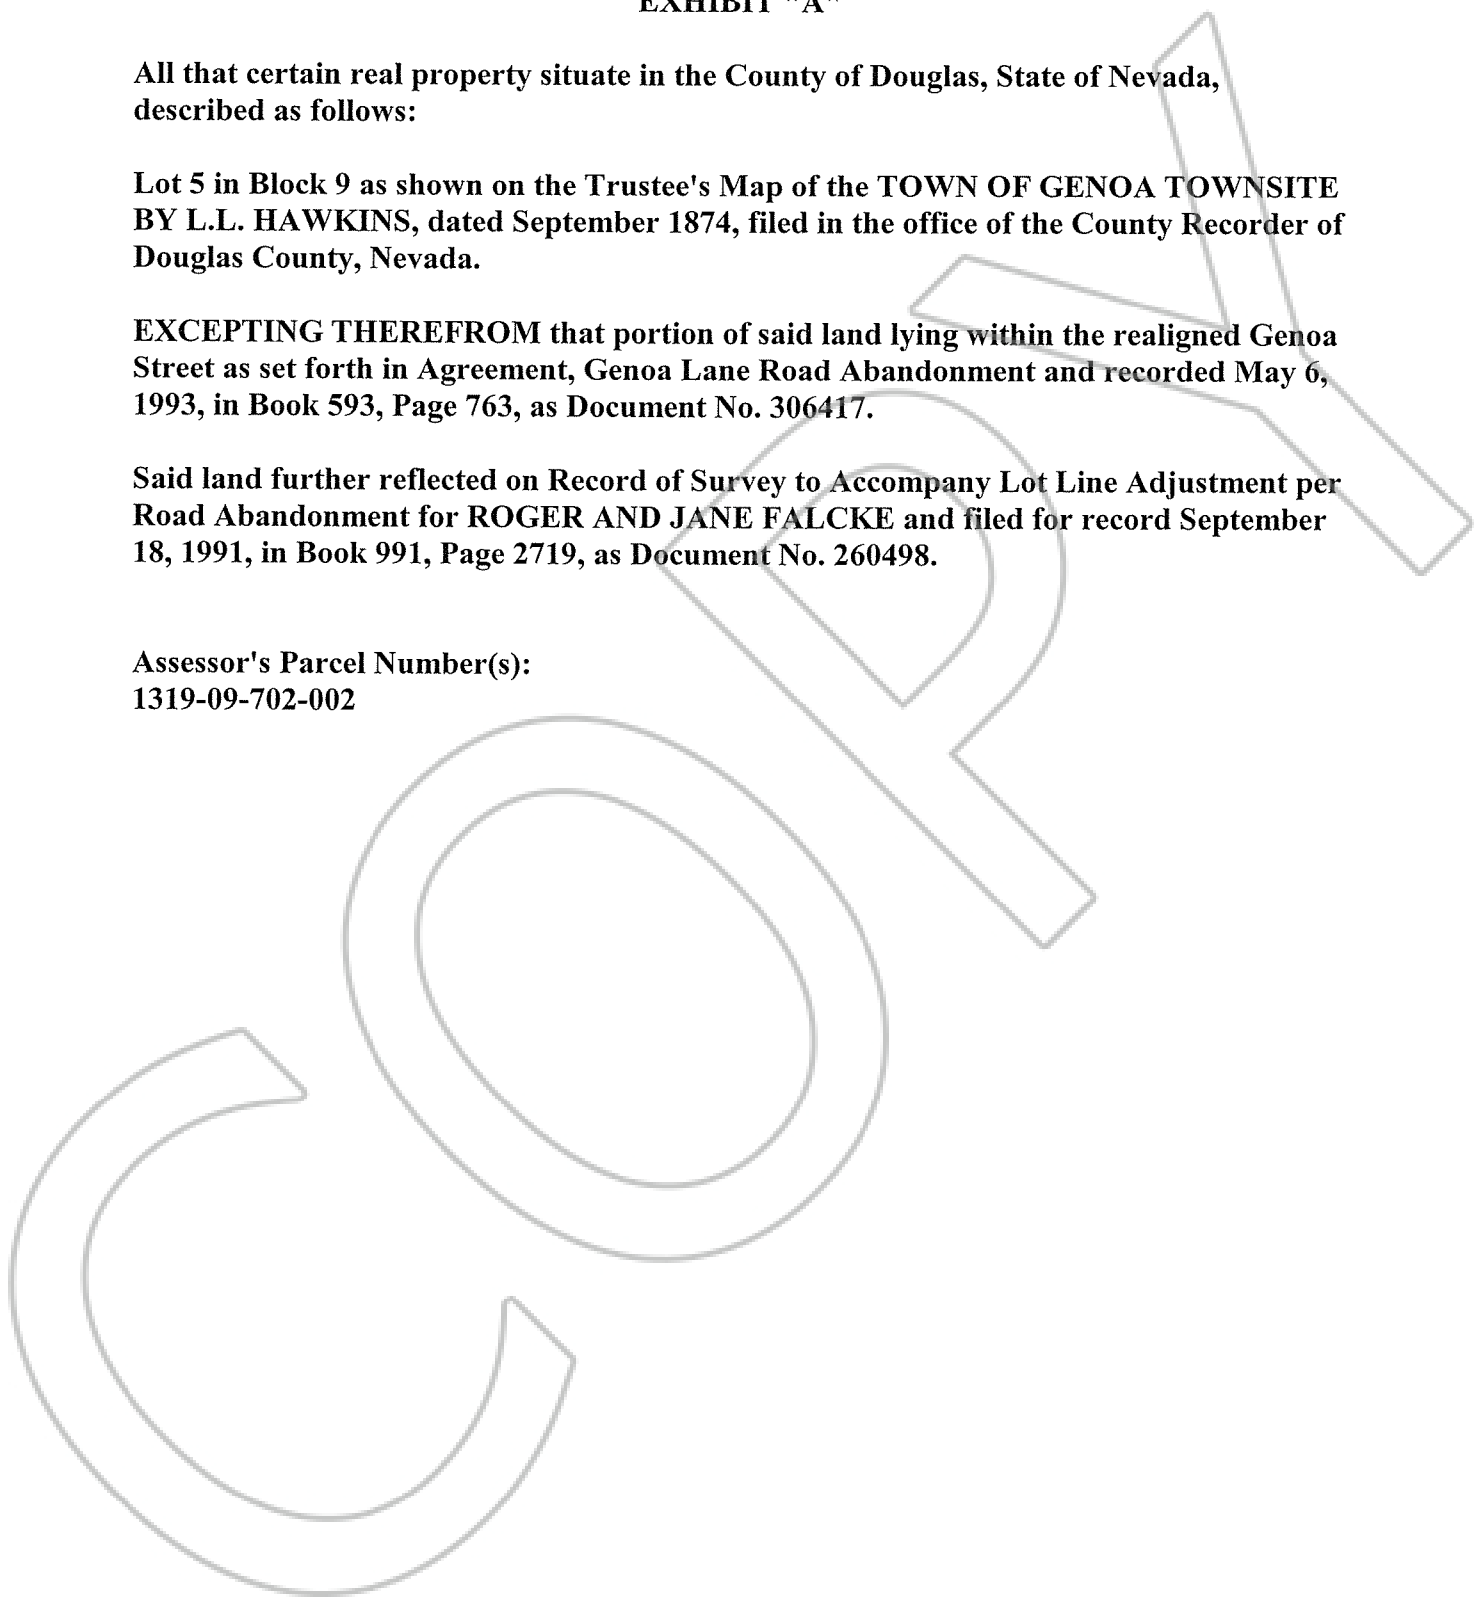 EXHIBIT "A"
All that certain real property situate in the County of Douglas, State of Nevada,
described as follows:
Lot 5 in Block 9 as shown on the Trustee's Map of the TOWN OF GENOA TOWNSITE
BY L.L. HAWKINS, dated September 1874, filed in the office of the County Recorder of
Douglas County, Nevada.
EXCEPTING THEREFROM that portion of said land lying within the realigned Genoa
Street as set forth in Agreement, Genoa Lane Road Abandonment and recorded May 6,
1993, in Book 593, Page 763, as Document No. 306417.
Said land further reflected on Record of Survey to Accompany Lot Line Adjustment per
Road Abandonment for ROGER AND JANE FALCKE and filed for record September
18, 1991, in Book 991, Page 2719, as Document No. 260498.
Assessor's Parcel Number(s):
1319-09-702-002
COPY